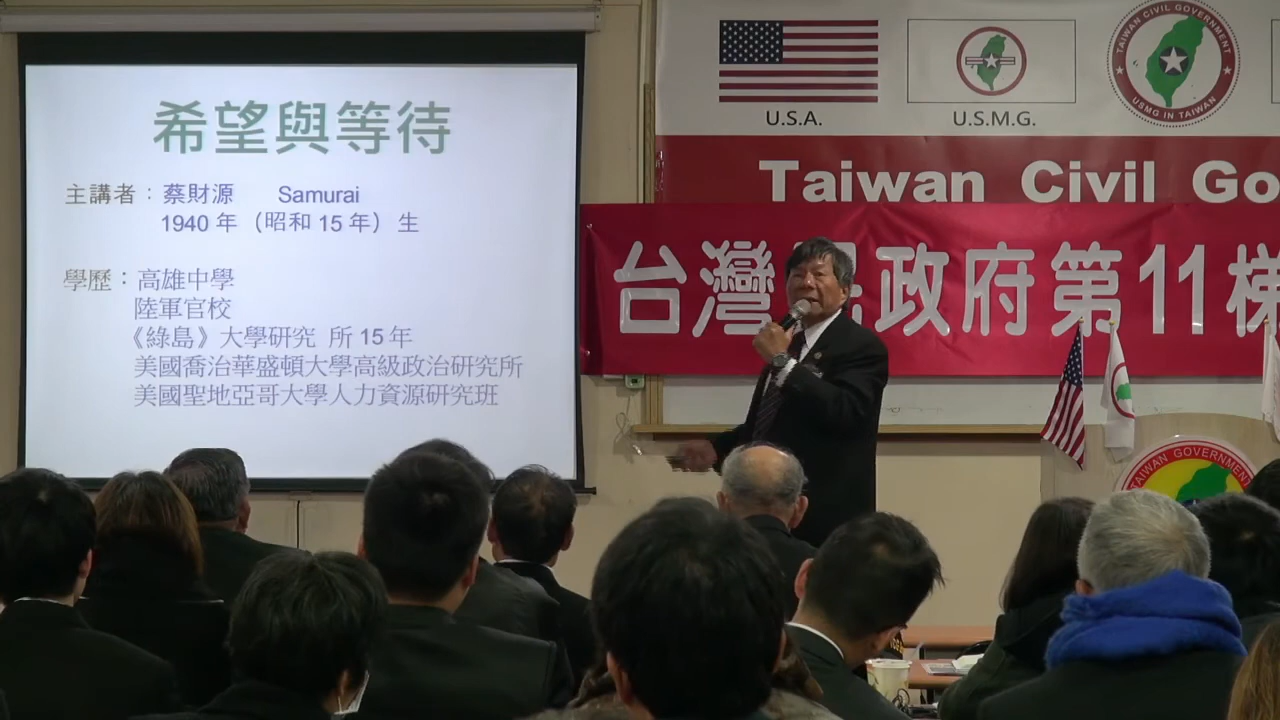 希望與等待
主講者：蔡財源 Samurai
1940 年（昭和 15 年）生
學歷：高雄中學
陸軍官校
《綠島》大學研究 所 15 年
美國喬治華盛頓大學高級政治研究所
美國聖地亞哥大學人力資源研究班
U.S.A.
U.S.M.G.
TAIWAN CIVIL GOVERNMENT
USMG IN TAIWAN
Taiwan Civil Go
台灣民政府第11梯
TAIWAN GOVERNMENT